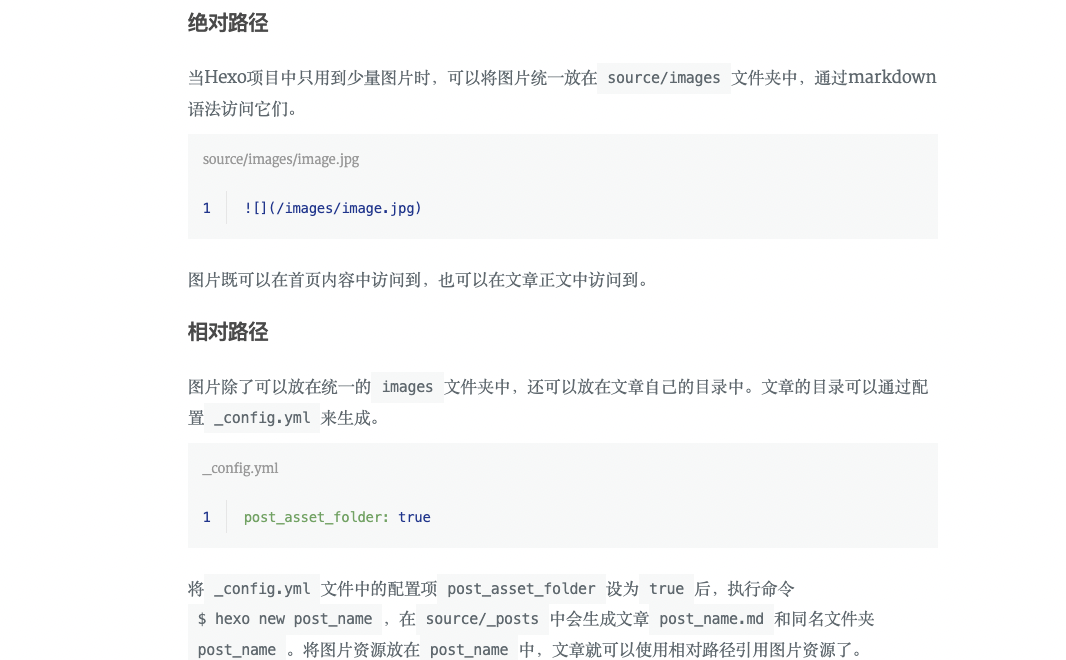 绝对路径
当Hexo项目中只用到少量图片时，可以将图片统一放在 source/images 文件夹中，通过markdown
语法访问它们。
source/images/image.jpg
1 ![](/images/image.jpg)
图片既可以在首页内容中访问到，也可以在文章正文中访问到。
相对路径
图片除了可以放在统一的 images 文件夹中，还可以放在文章自己的目录中。文章的目录可以通过配
置 _config.yml 来生成。
_config.yml
1 post_asset_folder: true
将 _config.yml 文件中的配置项 post_asset_folder 设为 true 后，执行命令
$ hexo new post_name ，在 source/_posts 中会生成文章 post_name.md 和同名文件夹
post_name 。将图片资源放在 post_name 中，文章就可以使用相对路径引用图片资源了。